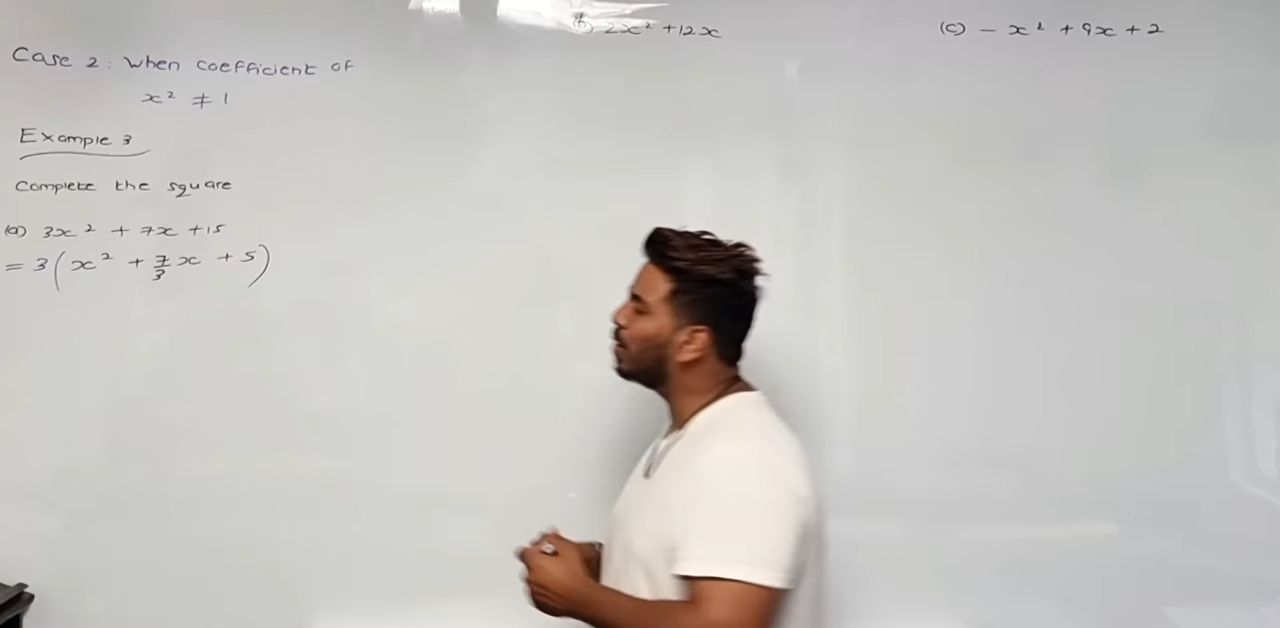 Case 2: When coefficient of
x² ≠ 1
Example 3
Complete the square
(a) 3x² + 7x + 15
= 3(x² + 7/3 x + 5)
(b) 2x² + 12x
(c) - x² + 9x + 2